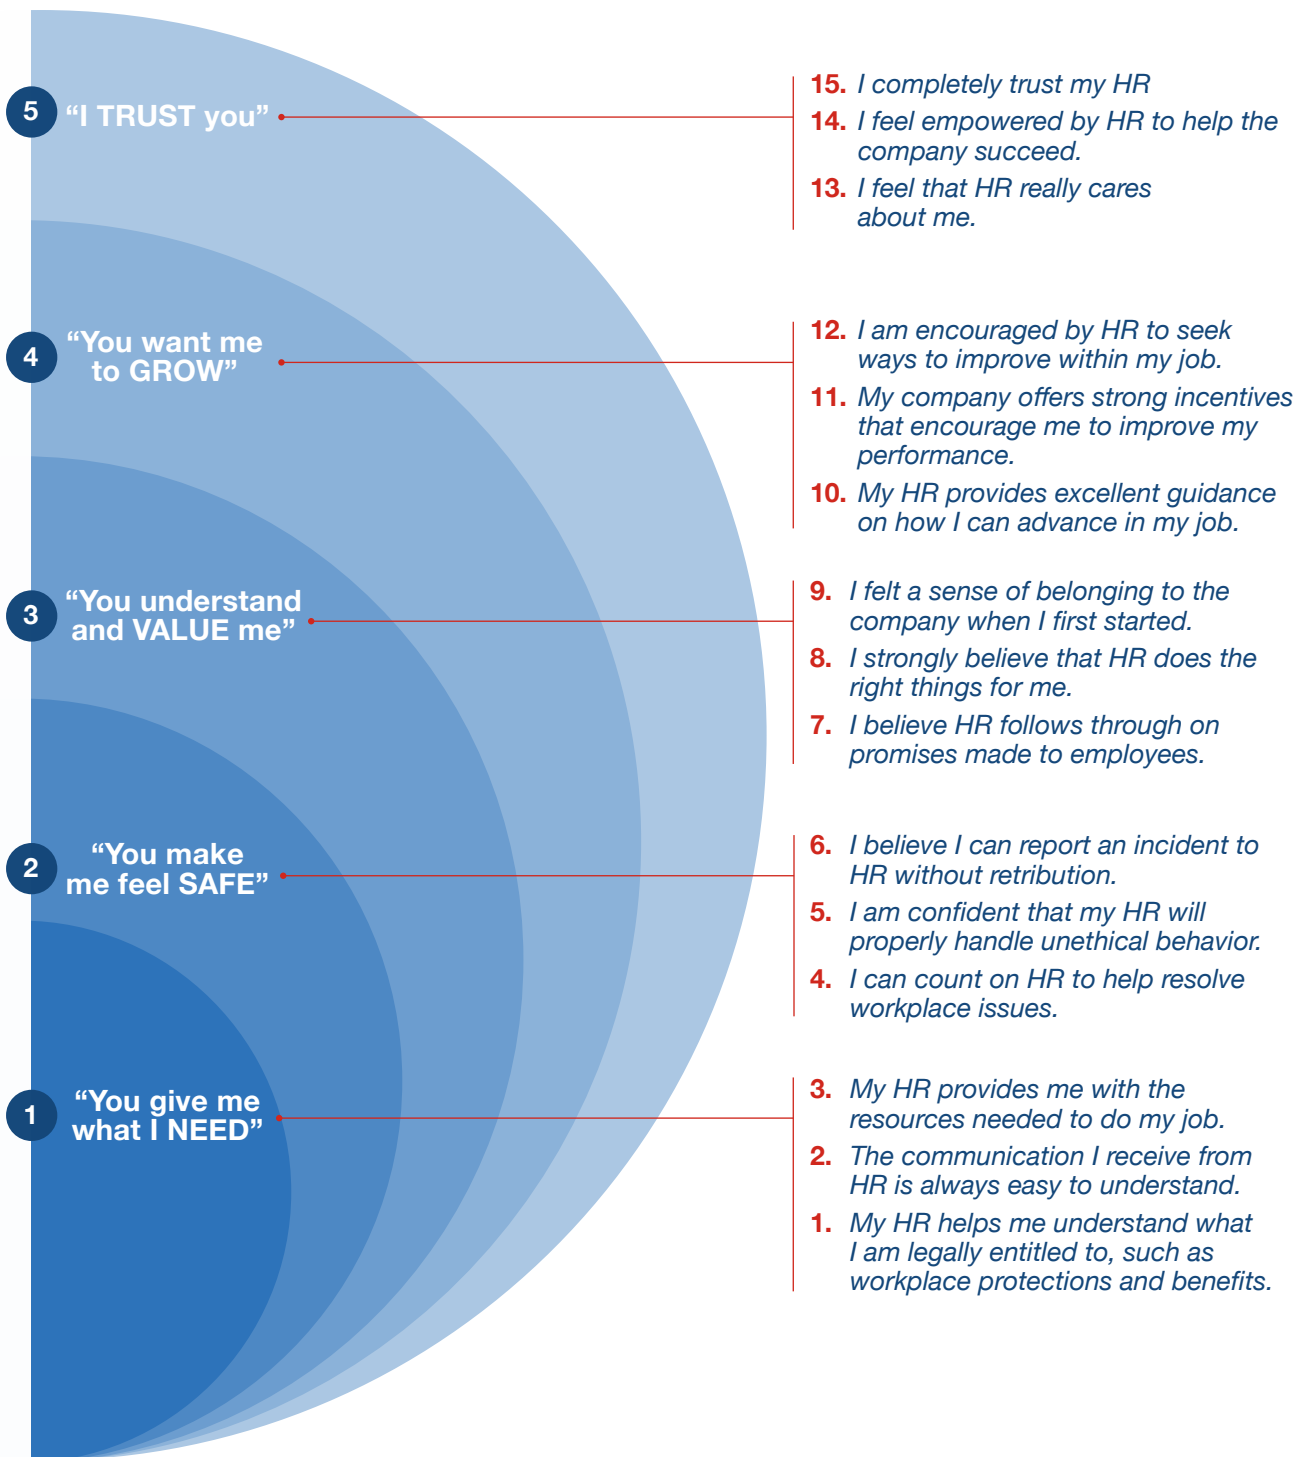 5
“I TRUST you”
15. I completely trust my HR
14. I feel empowered by HR to help the
company succeed.
13. I feel that HR really cares
about me.
4
“You want me
to GROW”
12. I am encouraged by HR to seek
ways to improve within my job.
11. My company offers strong incentives
that encourage me to improve my
performance.
10. My HR provides excellent guidance
on how I can advance in my job.
3
“You understand
and VALUE me”
9. I felt a sense of belonging to the
company when I first started.
8. I strongly believe that HR does the
right things for me.
7. I believe HR follows through on
promises made to employees.
2
“You make
me feel SAFE”
6. I believe I can report an incident to
HR without retribution.
5. I am confident that my HR will
properly handle unethical behavior.
4. I can count on HR to help resolve
workplace issues.
1
“You give me
what I NEED”
3. My HR provides me with the
resources needed to do my job.
2. The communication I receive from
HR is always easy to understand.
1. My HR helps me understand what
I am legally entitled to, such as
workplace protections and benefits.